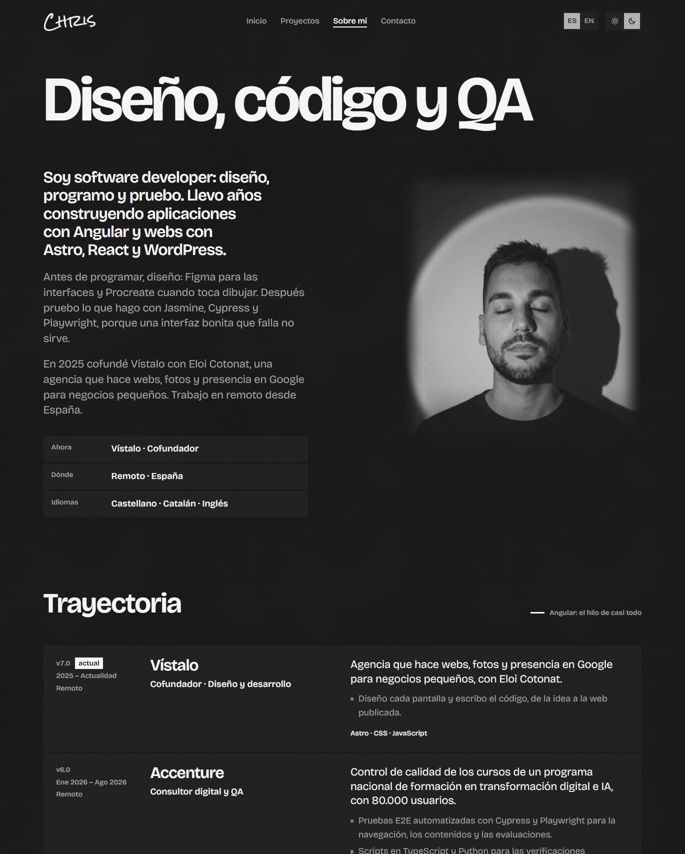 CHRIS
Inicio Proyectos Sobre mí Contacto
ES EN
Diseño, código y QA
Soy software developer: diseño,
programo y pruebo. Llevo años
construyendo aplicaciones
con Angular y webs con
Astro, React y WordPress.
Antes de programar, diseño: Figma para las
interfaces y Procreate cuando toca dibujar. Después
pruebo lo que hago con Jasmine, Cypress y
Playwright, porque una interfaz bonita que falla no
sirve.
En 2025 cofundé Vístalo con Eloi Cotonat, una
agencia que hace webs, fotos y presencia en Google
para negocios pequeños. Trabajo en remoto desde
España.
Ahora Vístalo · Cofundador
Dónde Remoto · España
Idiomas Castellano · Catalán · Inglés
Trayectoria
Angular: el hilo de casi todo
v7.0 actual
2025 – Actualidad
Remoto
Vístalo
Cofundador · Diseño y desarrollo
Agencia que hace webs, fotos y presencia en Google
para negocios pequeños, con Eloi Cotonat.
Diseño cada pantalla y escribo el código, de la idea a la web
publicada.
Astro · CSS · JavaScript
v6.0
Ene 2026 – Ago 2026
Remoto
Accenture
Consultor digital y QA
Control de calidad de los cursos de un programa
nacional de formación en transformación digital e IA,
con 80.000 usuarios.
Pruebas E2E automatizadas con Cypress y Playwright para la
navegación, los contenidos y las evaluaciones.
Scripts en TypeScript y Python para las verificaciones